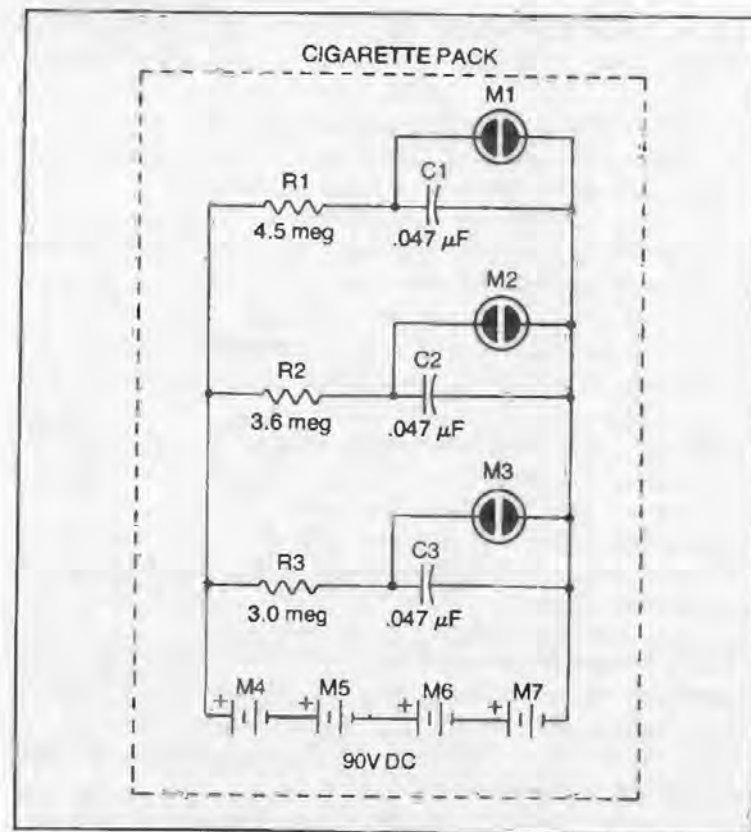 CIGARETTE PACK
M1
R1
C1
4.5 meg
.047 μF
M2
R2
C2
3.6 meg
.047 μF
M3
R3
C3
3.0 meg
.047 μF
+ M4 + M5 + M6 + M7
90V DC